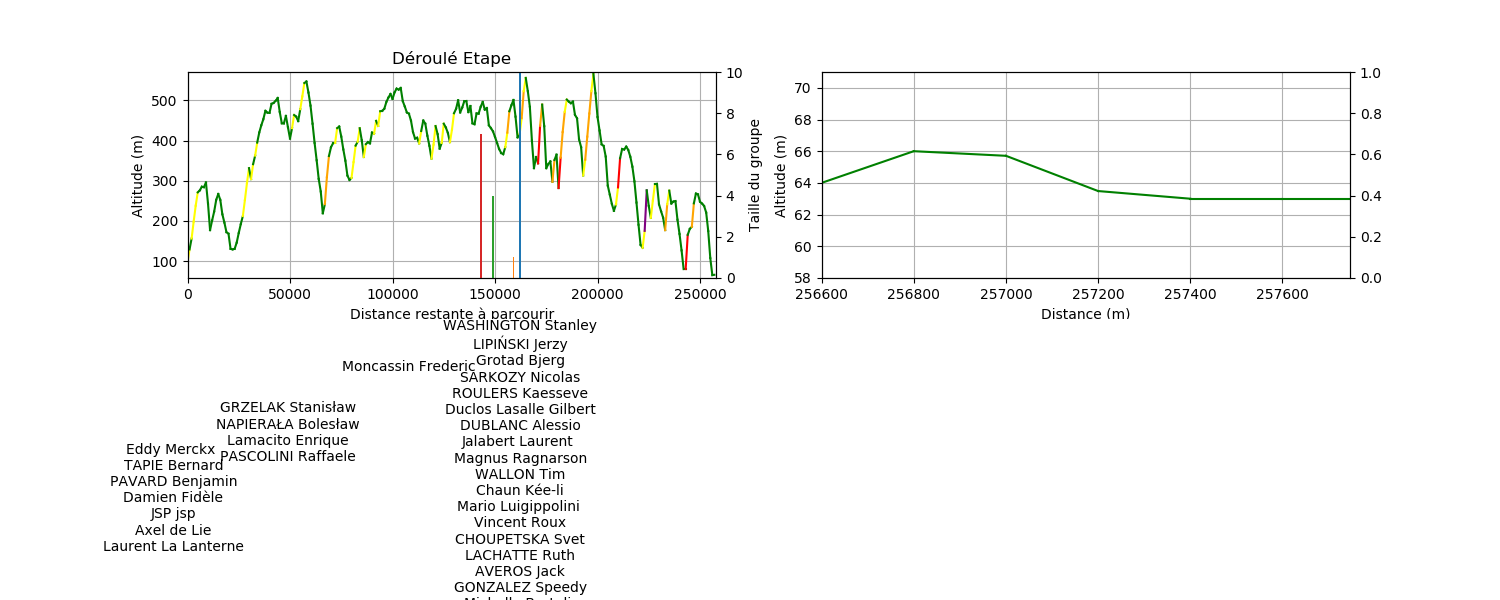 Déroulé Etape
500
400
300
200
100
Altitude (m)
10
8
6
4
2
0
Taille du groupe
0
50000
100000
150000
200000
250000
Distance restante à parcourir
70
68
66
64
62
60
58
Altitude (m)
1.0
0.8
0.6
0.4
0.2
0.0
256600
256800
257000
257200
257400
257600
Distance (m)
WASHINGTON Stanley
LIPIŃSKI Jerzy
Grotad Bjerg
Moncassin Frederic
SARKOZY Nicolas
ROULERS Kaesseve
Duclos Lasalle Gilbert
DUBLANC Alessio
Jalabert Laurent
Magnus Ragnarson
WALLON Tim
Chaun Kée-li
Mario Luigippolini
Vincent Roux
CHOUPETSKA Svet
LACHATTE Ruth
AVEROS Jack
GONZALEZ Speedy
GRZELAK Stanisław
NAPIERAŁA Bolesław
Lamacito Enrique
PASCOLINI Raffaele
Eddy Merckx
TAPIE Bernard
PAVARD Benjamin
Damien Fidèle
JSP jsp
Axel de Lie
Laurent La Lanterne